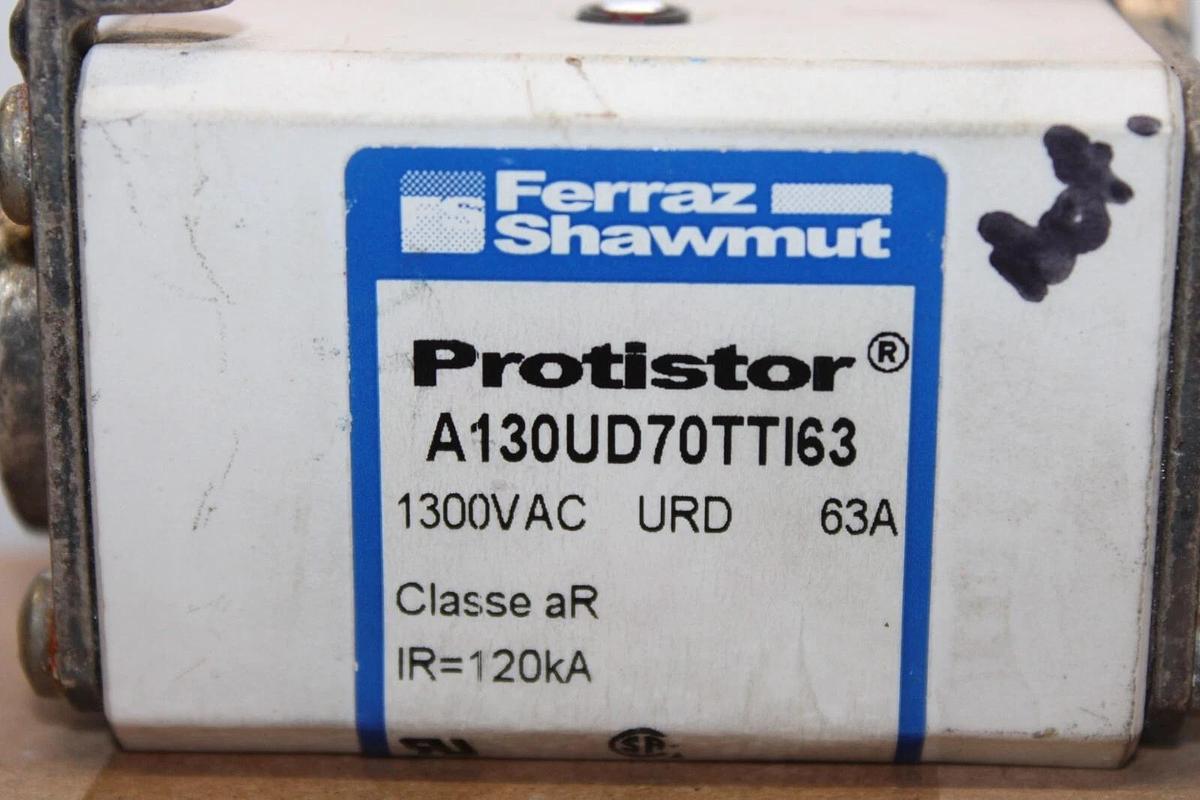 Ferraz
Shawmut
Protistor®
A130UD70TTI63
1300VAC URD 63A
Classe aR
IR=120kA